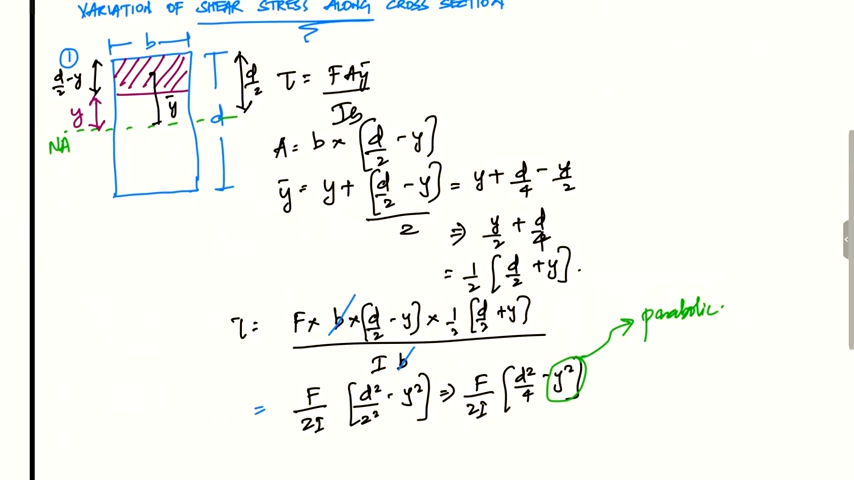 VARIATION OF SHEAR STRESS ALONG CROSS SECTION
① b
d/2 - y
y
NA
ȳ
d
d/2
τ = FAȳ / Ib
A = b × [d/2 - y]
ȳ = y + [d/2 - y] / 2 = y + d/4 - y/2
⇒ y/2 + d/4
= 1/2 [d/2 + y].
τ = F × b × [d/2 - y] × 1/2 [d/2 + y] / I b
parabolic.
= F/2I [d²/2² - y²] ⇒ F/2I [d²/4 - y²]